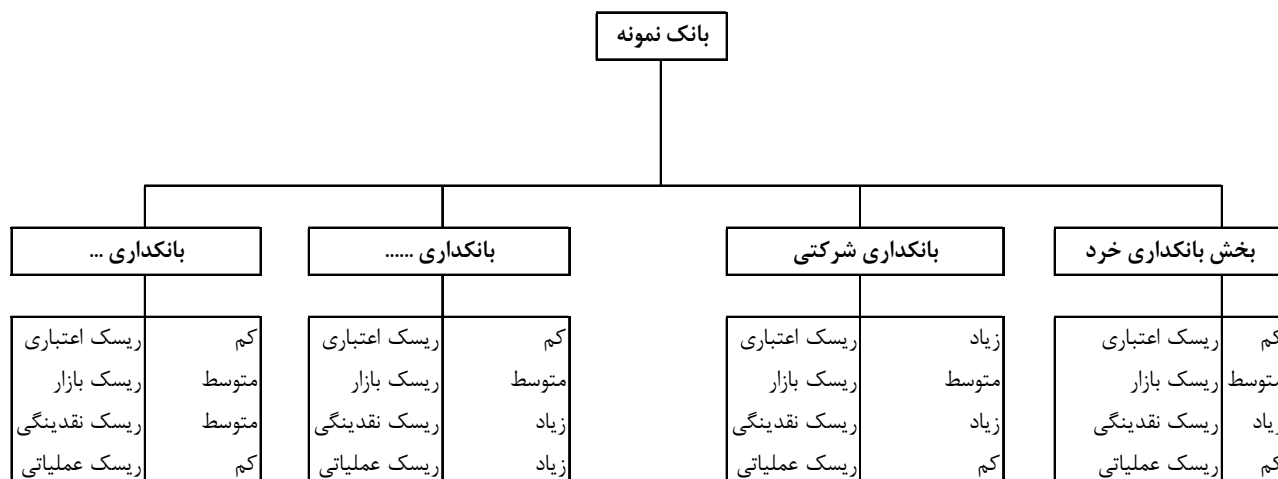 بانک نمونه
بخش بانکداری خرد
بانکداری شرکتی
بانکداری ......
بانکداری ...
کم ریسک اعتباری
متوسط ریسک بازار
زیاد ریسک نقدینگی
کم ریسک عملیاتی
زیاد ریسک اعتباری
متوسط ریسک بازار
زیاد ریسک نقدینگی
کم ریسک عملیاتی
کم ریسک اعتباری
متوسط ریسک بازار
زیاد ریسک نقدینگی
زیاد ریسک عملیاتی
کم ریسک اعتباری
متوسط ریسک بازار
متوسط ریسک نقدینگی
کم ریسک عملیاتی